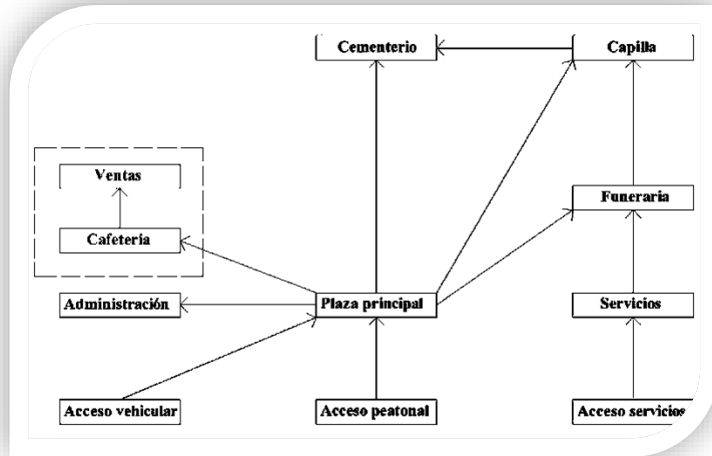 Cementerio
Capilla
Ventas
Funeraria
Cafetería
Administración
Plaza principal
Servicios
Acceso vehicular
Acceso peatonal
Acceso servicios